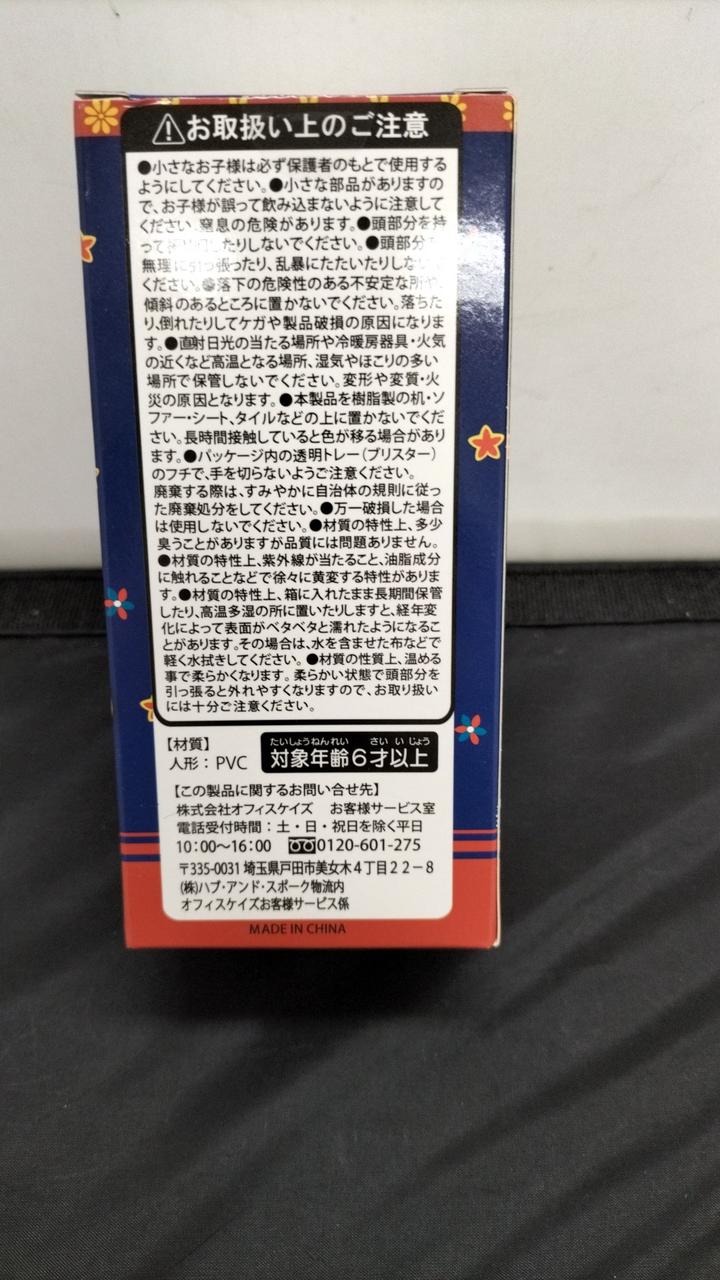 ⚠お取扱い上のご注意
●小さなお子様は必ず保護者のもとで使用する
ようにしてください。●小さな部品がありますの
で、お子様が誤って飲み込まないように注意して
ください。窒息の危険があります。●頭部分を持
って たりしないでください。●頭部分
無理に引っ張ったり、乱暴にたたいたりしない
ください。●落下の危険性のある不安定な所や、
傾斜のあるところに置かないでください。落ちた
り、倒れたりしてケガや製品破損の原因になりま
す。●直射日光の当たる場所や冷暖房器具・火気
の近くなど高温となる場所、湿気やほこりの多い
場所で保管しないでください。変形や変質・火
災の原因となります。●本製品を樹脂製の机・ソ
ファー・シート、タイルなどの上に置かないでくだ
さい。長時間接触していると色が移る場合があり
ます。●パッケージ内の透明トレー（ブリスター）
のフチで、手を切らないようご注意ください。
廃棄する際は、すみやかに自治体の規則に従っ
た廃棄処分をしてください。●万一破損した場合
は使用しないでください。●材質の特性上、多少
臭うことがありますが品質には問題ありません。
●材質の特性上、紫外線が当たること、油脂成分
に触れることなどで徐々に黄変する特性がありま
す。●材質の特性上、箱に入れたまま長期間保管
したり、高温多湿の所に置いたりしますと、経年変
化によって表面がベタベタと濡れたようになるこ
とがあります。その場合は、水を含ませた布などで
軽く水拭きしてください。●材質の性質上、温める
事で柔らかくなります。柔らかい状態で頭部分を
引っ張ると外れやすくなりますので、お取り扱い
には十分ご注意ください。
【材質】
人形：PVC
たいしょうねんれい さい い じょう
対象年齢6才以上
【この製品に関するお問い合せ先】
株式会社オフィスケイズ お客様サービス室
電話受付時間：土・日・祝日を除く平日
10：00～16：00 0120-601-275
〒335-0031 埼玉県戸田市美女木4丁目22－8
(株)ハブ・アンド・スポーク物流内
オフィスケイズお客様サービス係
MADE IN CHINA